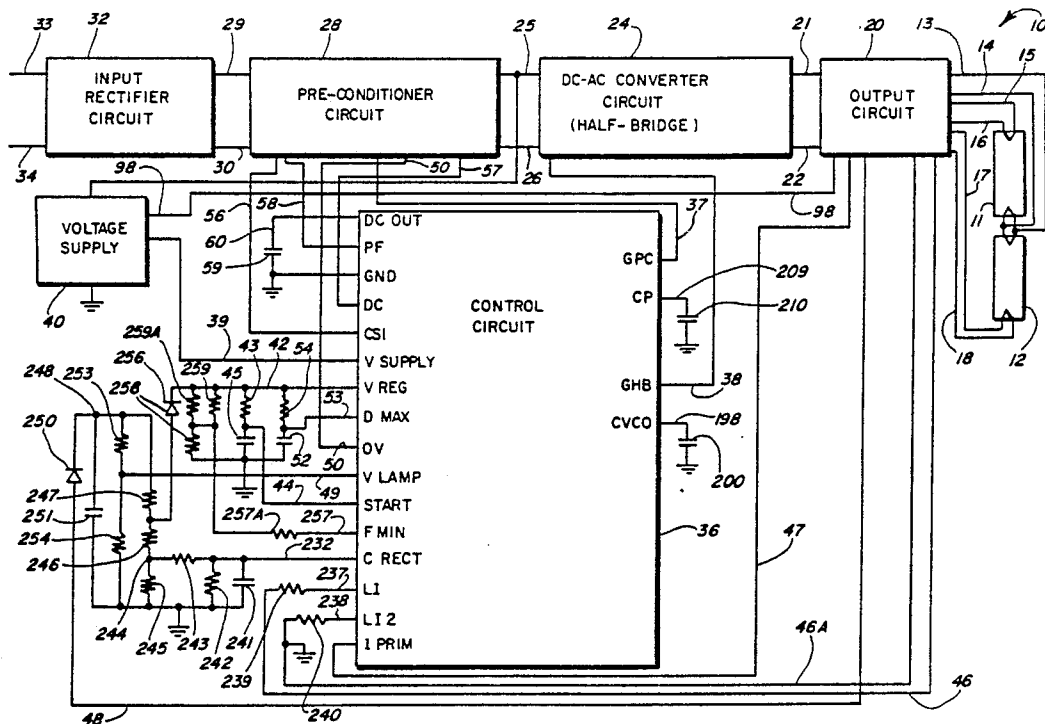 33
32
29
28
25
24
21
20
13
10
14
15
INPUT
RECTIFIER
CIRCUIT
PRE-CONDITIONER
CIRCUIT
DC-AC CONVERTER
CIRCUIT
(HALF-BRIDGE)
OUTPUT
CIRCUIT
16
34
98
30
50
57
26
22
17
11
56
58
98
VOLTAGE
SUPPLY
40
60
59
DC OUT
PF
GND
DC
CSI
V SUPPLY
V REG
D MAX
OV
V LAMP
START
F MIN
C RECT
LI
LI 2
I PRIM
CONTROL
CIRCUIT
GPC
CP
GHB
CVCO
37
209
210
38
198
200
36
18
12
39
259A
43
42
54
248
253
256
259
45
53
250
258
52
50
49
44
247
251
254
257A
257
246
232
237
47
238
244
243
241
245
242
239
240
46A
46
48